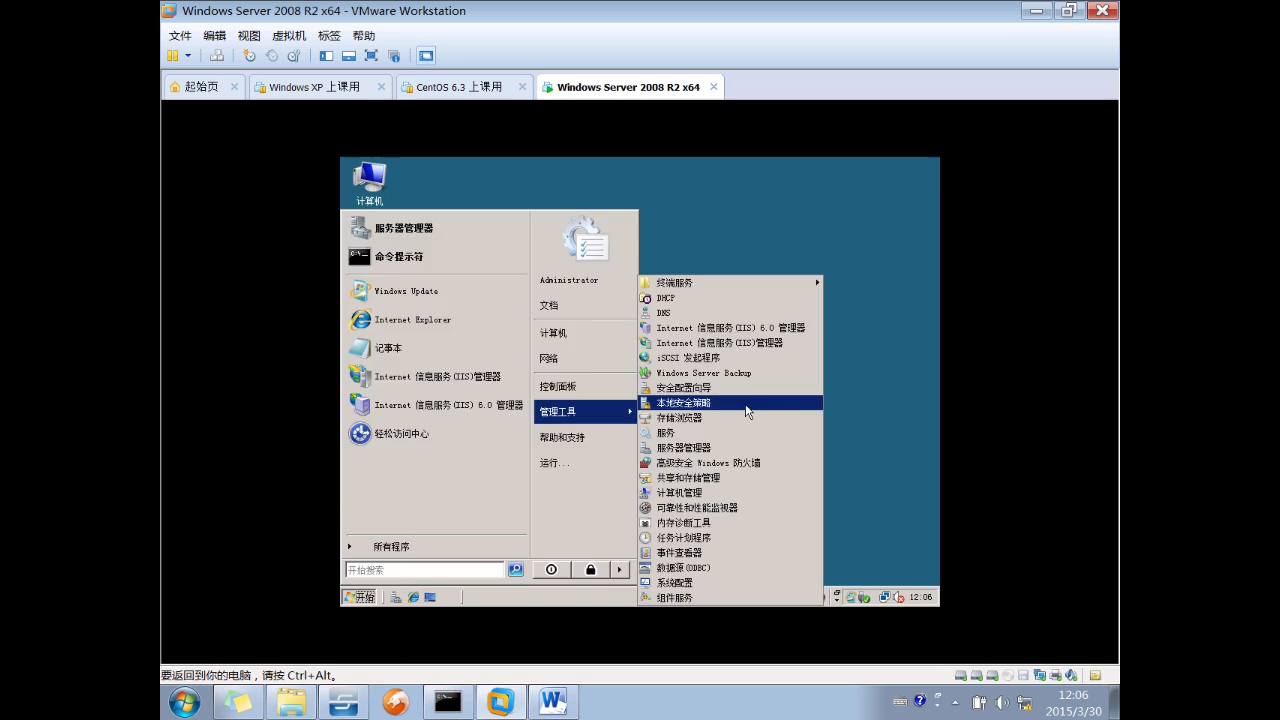 Windows Server 2008 R2 x64 - VMware Workstation
文件 编辑 视图 虚拟机 标签 帮助
起始页 Windows XP 上课用 CentOS 6.3 上课用 Windows Server 2008 R2 x64
计算机
服务器管理器
命令提示符
Windows Update
Internet Explorer
记事本
Internet 信息服务(IIS)管理器
Internet 信息服务(IIS) 6.0 管理器
轻松访问中心
所有程序
开始搜索
Administrator
文档
计算机
网络
控制面板
管理工具
帮助和支持
运行...
终端服务
DHCP
DNS
Internet 信息服务(IIS) 6.0 管理器
Internet 信息服务(IIS)管理器
iSCSI 发起程序
Windows Server Backup
安全配置向导
本地安全策略
存储浏览器
服务
服务器管理器
高级安全 Windows 防火墙
共享和存储管理
计算机管理
可靠性和性能监视器
内存诊断工具
任务计划程序
事件查看器
数据源(ODBC)
系统配置
组件服务
开始
12:06
要返回到你的电脑，请按 Ctrl+Alt。
12:06
2015/3/30